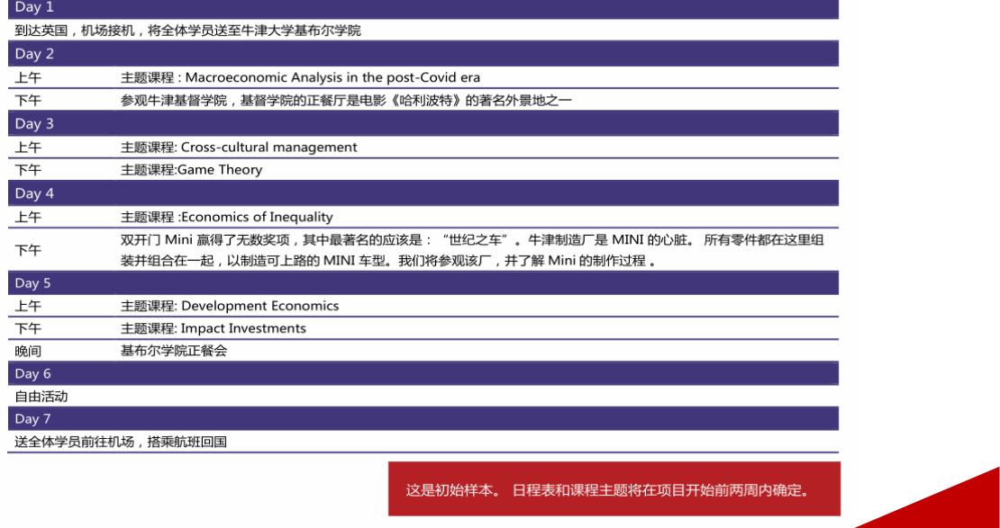 Day 1
到达英国，机场接机，将全体学员送至牛津大学基布尔学院
Day 2
上午 主题课程 : Macroeconomic Analysis in the post-Covid era
下午 参观牛津基督学院，基督学院的正餐厅是电影《哈利波特》的著名外景地之一
Day 3
上午 主题课程: Cross-cultural management
下午 主题课程:Game Theory
Day 4
上午 主题课程 :Economics of Inequality
下午 双开门 Mini 赢得了无数奖项，其中最著名的应该是：“世纪之车”。牛津制造厂是 MINI 的心脏。 所有零件都在这里组
装并组合在一起，以制造可上路的 MINI 车型。我们将参观该厂，并了解 Mini 的制作过程 。
Day 5
上午 主题课程: Development Economics
下午 主题课程: Impact Investments
晚间 基布尔学院正餐会
Day 6
自由活动
Day 7
送全体学员前往机场，搭乘航班回国
这是初始样本。 日程表和课程主题将在项目开始前两周内确定。